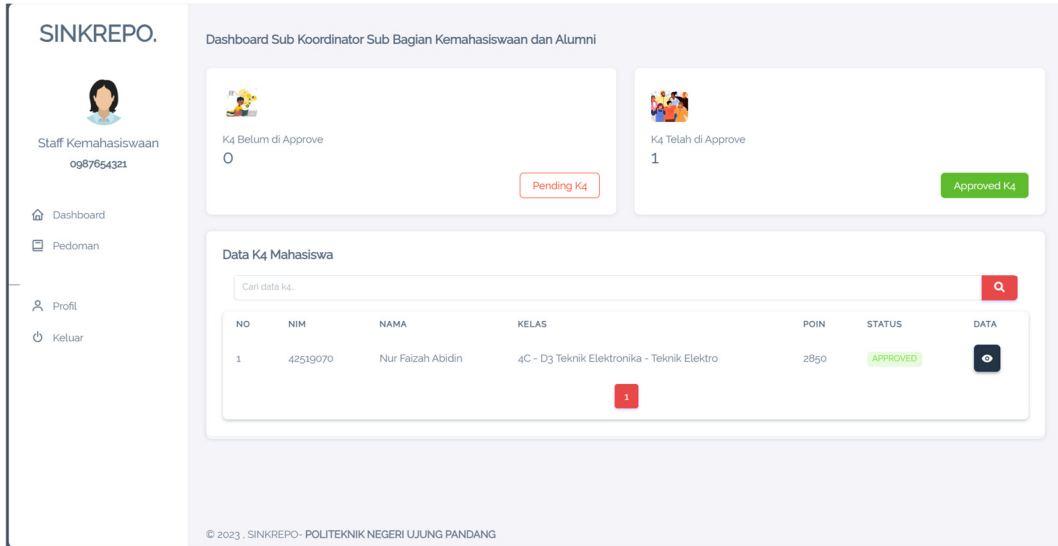 SINKREPO.
Staff Kemahasiswaan
0987654321
Dashboard
Pedoman
Profil
Keluar
Dashboard Sub Koordinator Sub Bagian Kemahasiswaan dan Alumni
K4 Belum di Approve
0
Pending K4
K4 Telah di Approve
1
Approved K4
Data K4 Mahasiswa
Cari data k4..
NO NIM NAMA KELAS POIN STATUS DATA
1 42519070 Nur Faizah Abidin 4C - D3 Teknik Elektronika - Teknik Elektro 2850 APPROVED
1
© 2023 , SINKREPO- POLITEKNIK NEGERI UJUNG PANDANG